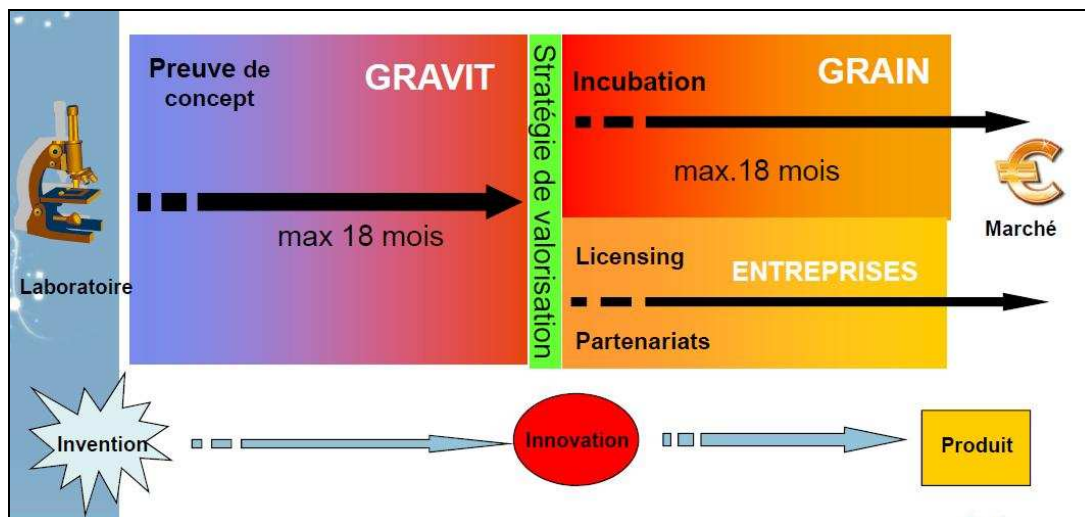 Preuve de
concept
GRAVIT
max 18 mois
Laboratoire
Stratégie de valorisation
Incubation
GRAIN
max.18 mois
Marché
Licensing
ENTREPRISES
Partenariats
Invention
Innovation
Produit